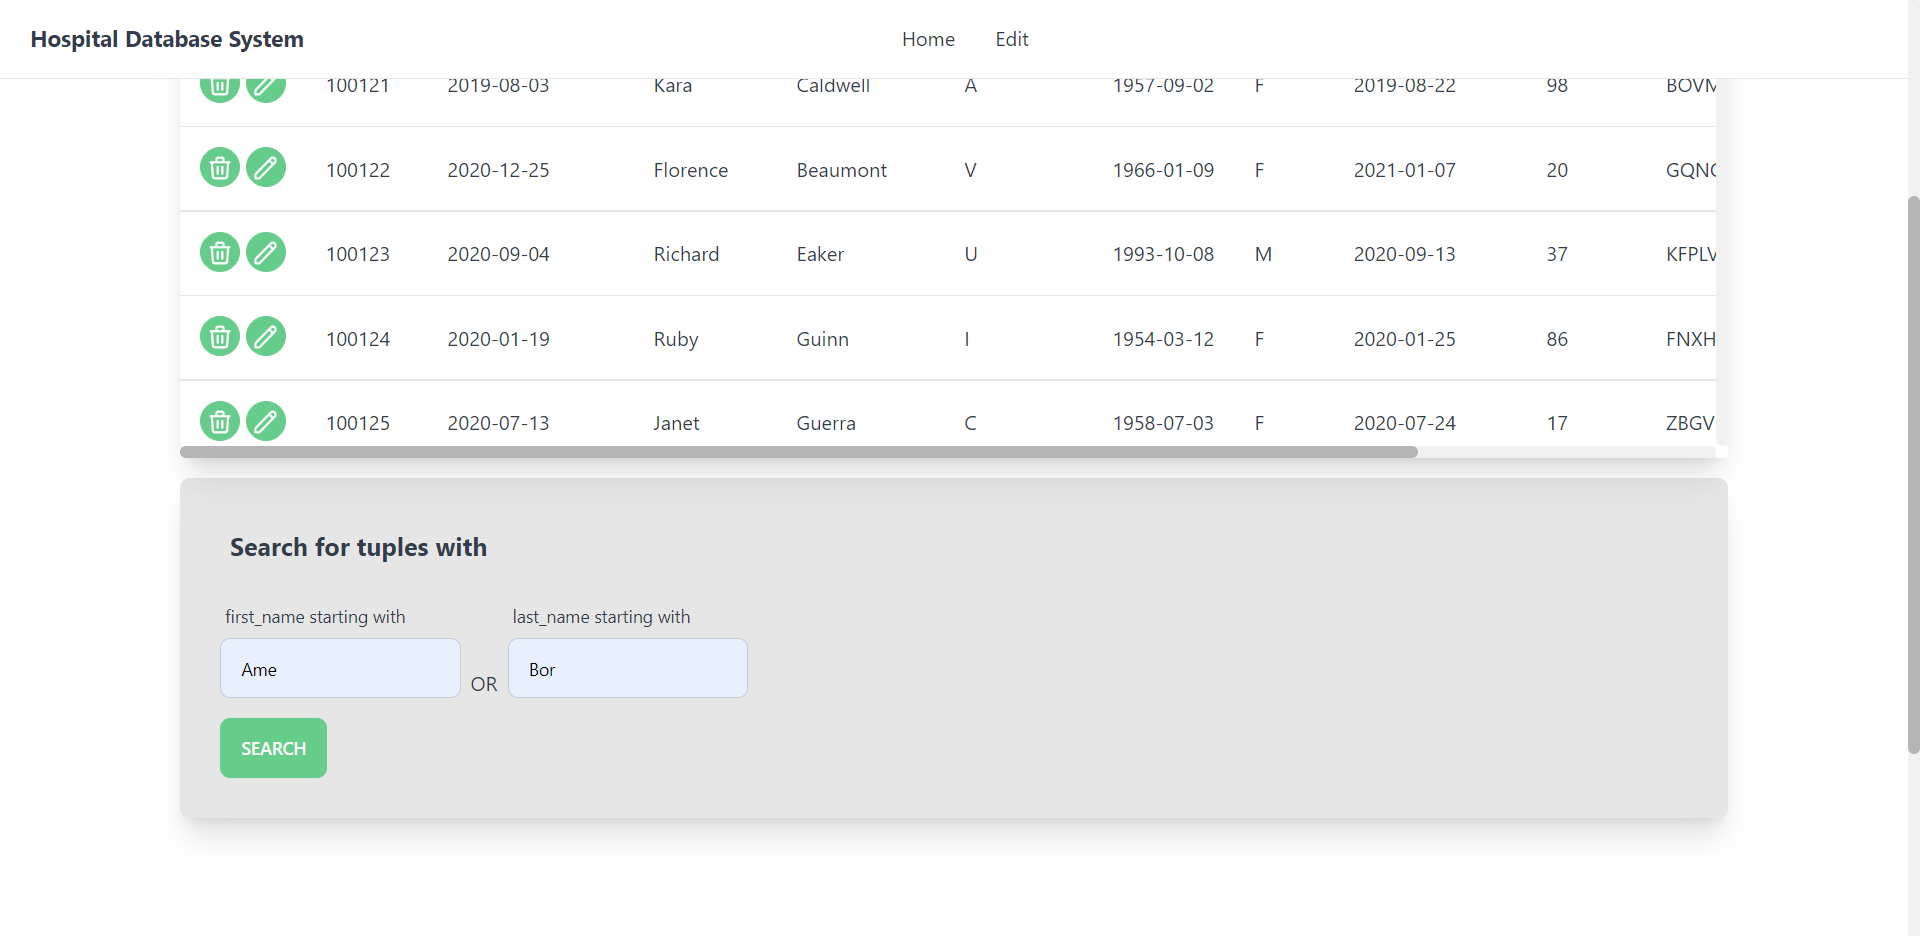 Hospital Database System Home Edit
100121 2019-08-03 Kara Caldwell A 1957-09-02 F 2019-08-22 98
100122 2020-12-25 Florence Beaumont V 1966-01-09 F 2021-01-07 20
100123 2020-09-04 Richard Eaker U 1993-10-08 M 2020-09-13 37 KFPLV
100124 2020-01-19 Ruby Guinn I 1954-03-12 F 2020-01-25 86 FNXH
100125 2020-07-13 Janet Guerra C 1958-07-03 F 2020-07-24 17 ZBGV
Search for tuples with
first_name starting with last_name starting with
Ame OR Bor
SEARCH